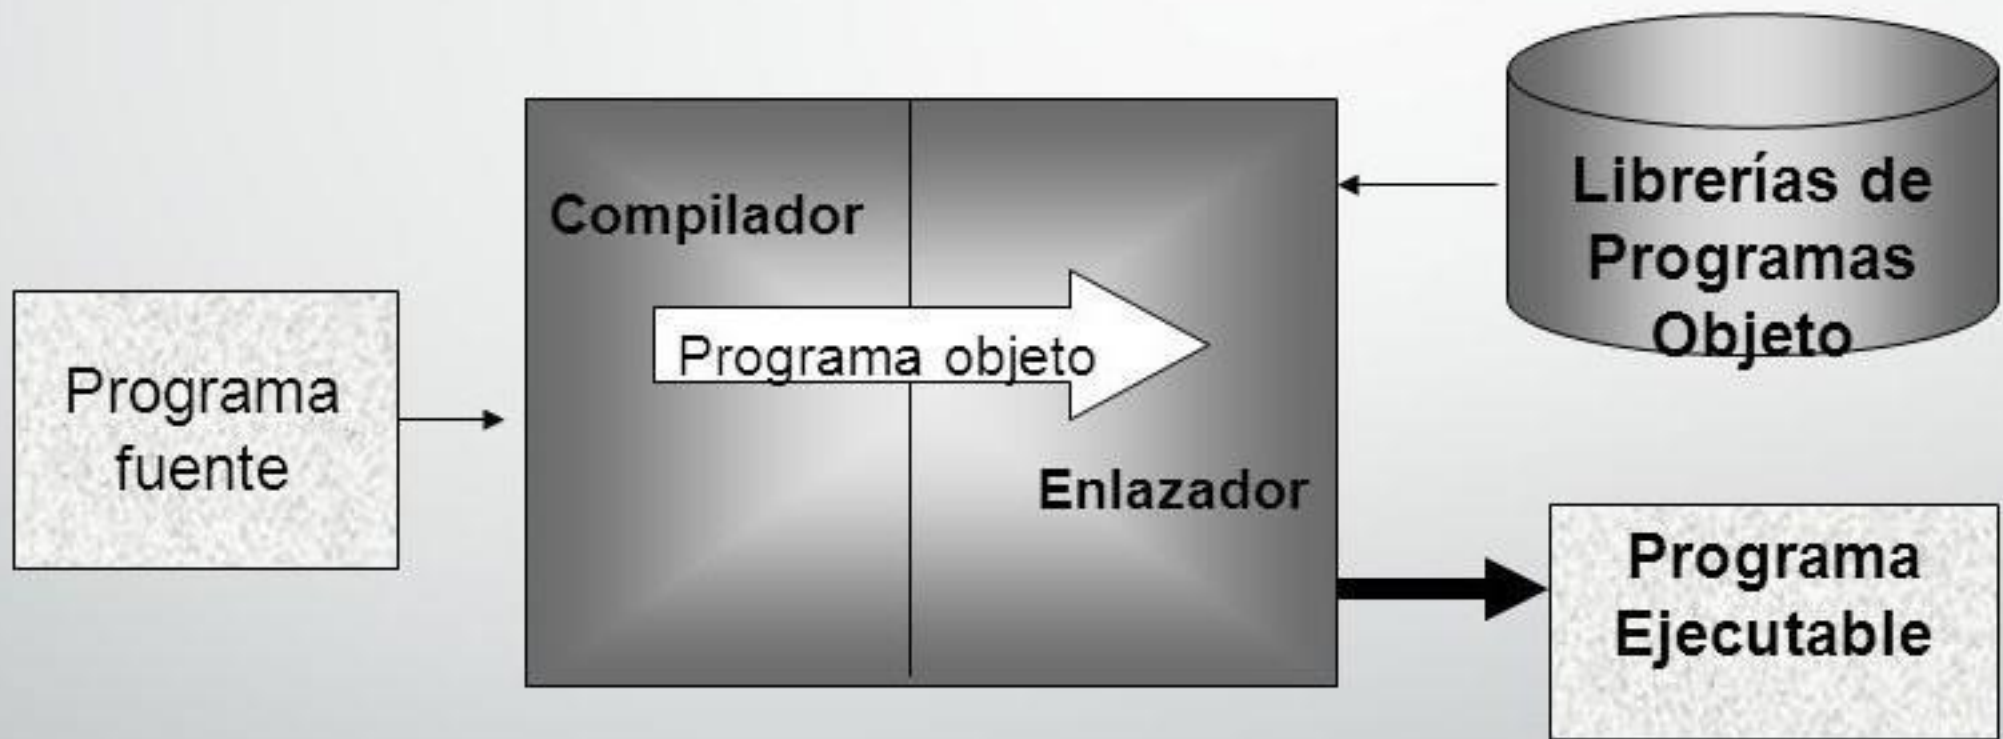 Programa
fuente
Compilador
Programa objeto
Enlazador
Librerías de
Programas
Objeto
Programa
Ejecutable